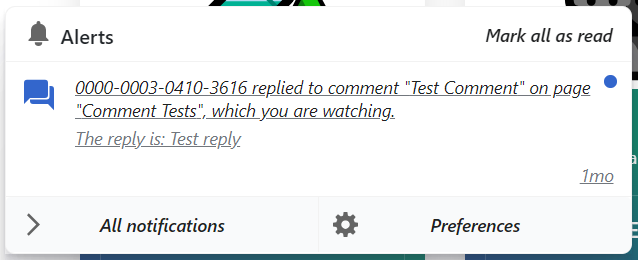 Alerts
Mark all as read
0000-0003-0410-3616 replied to comment "Test Comment" on page
"Comment Tests", which you are watching.
The reply is: Test reply
1mo
All notifications
Preferences